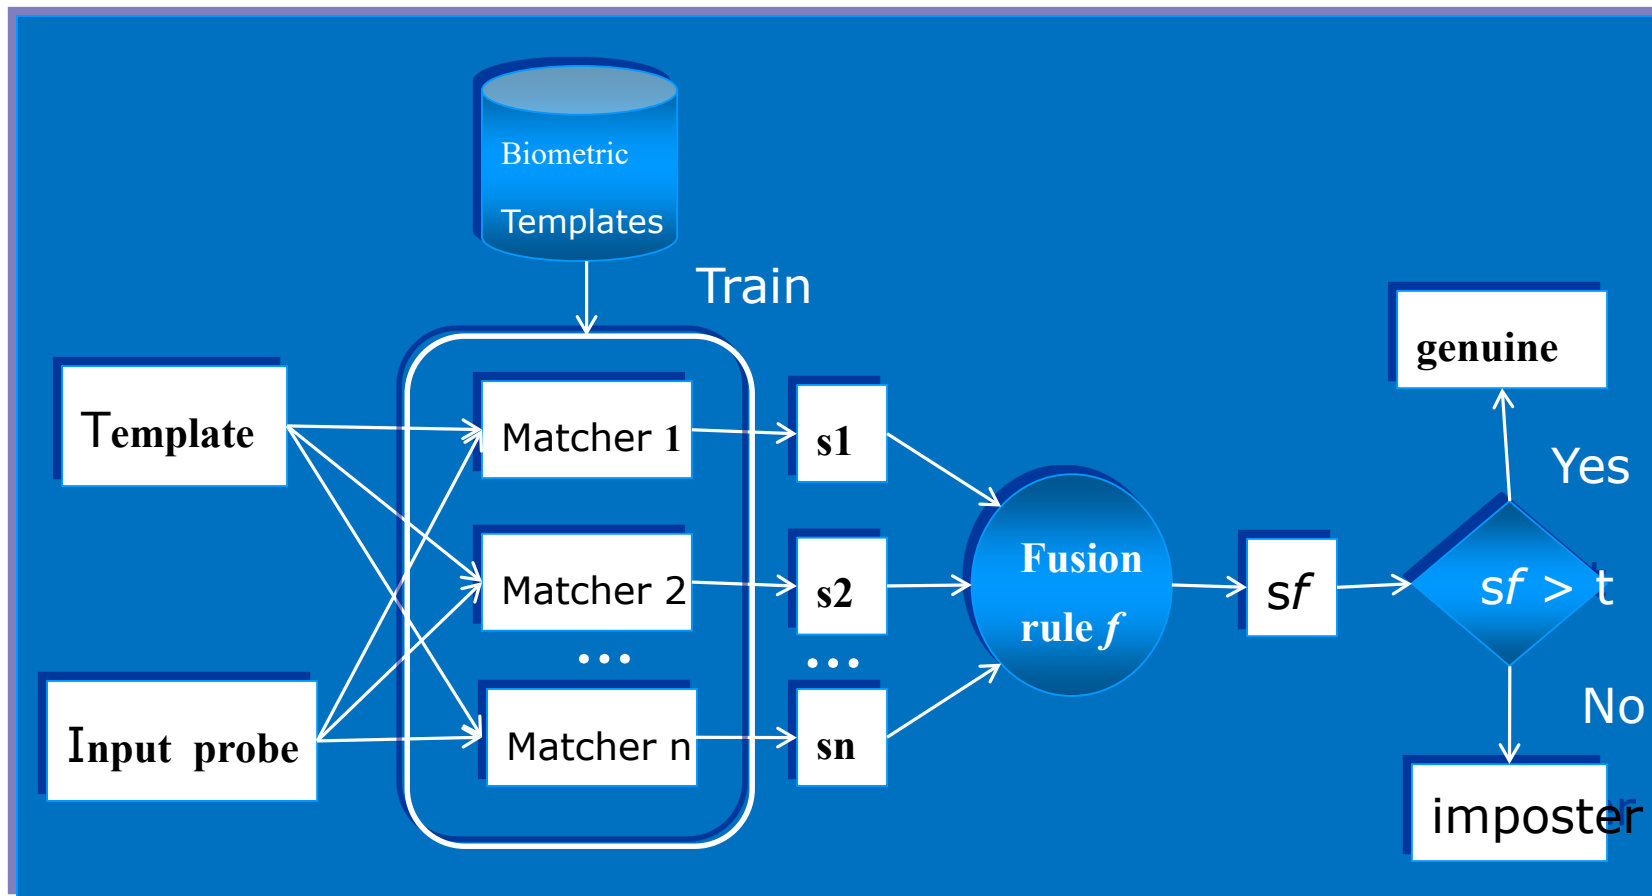 Biometric
Templates
Train
Template
Input probe
Matcher 1
Matcher 2
...
Matcher n
s1
s2
...
sn
Fusion
rule f
sf
sf > t
Yes
genuine
No
imposter